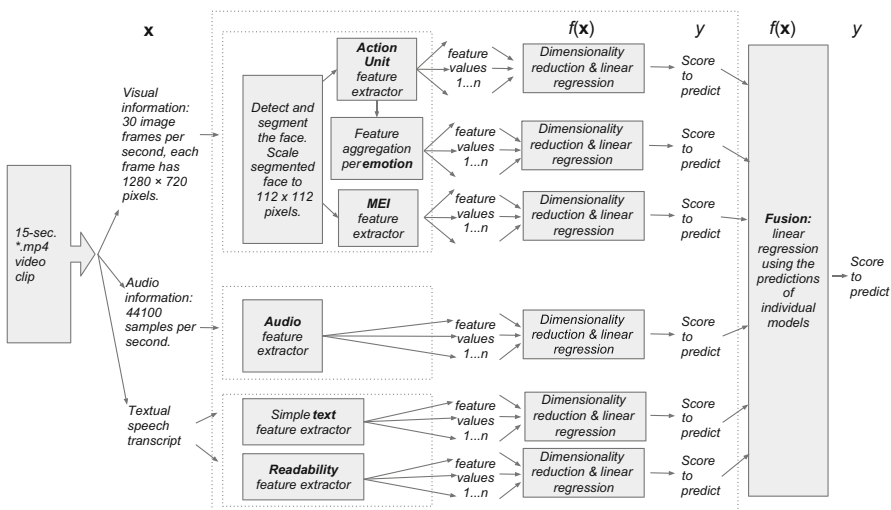 x
f(x)
y
f(x)
y
15-sec.
*.mp4
video
clip
Visual
information:
30 image
frames per
second, each
frame has
1280 × 720
pixels.
Audio
information:
44100
samples per
second.
Textual
speech
transcript
Detect and
segment
the face.
Scale
segmented
face to
112 x 112
pixels.
Action
Unit
feature
extractor
feature
values
1...n
Dimensionality
reduction & linear
regression
Score
to
predict
Feature
aggregation
per emotion
feature
values
1...n
Dimensionality
reduction & linear
regression
Score
to
predict
MEI
feature
extractor
feature
values
1...n
Dimensionality
reduction & linear
regression
Score
to
predict
Audio
feature
extractor
feature
values
1...n
Dimensionality
reduction & linear
regression
Score
to
predict
Simple text
feature extractor
feature
values
1...n
Dimensionality
reduction & linear
regression
Score
to
predict
Readability
feature extractor
feature
values
1...n
Dimensionality
reduction & linear
regression
Score
to
predict
Fusion:
linear
regression
using the
predictions
of
individual
models
Score
to
predict